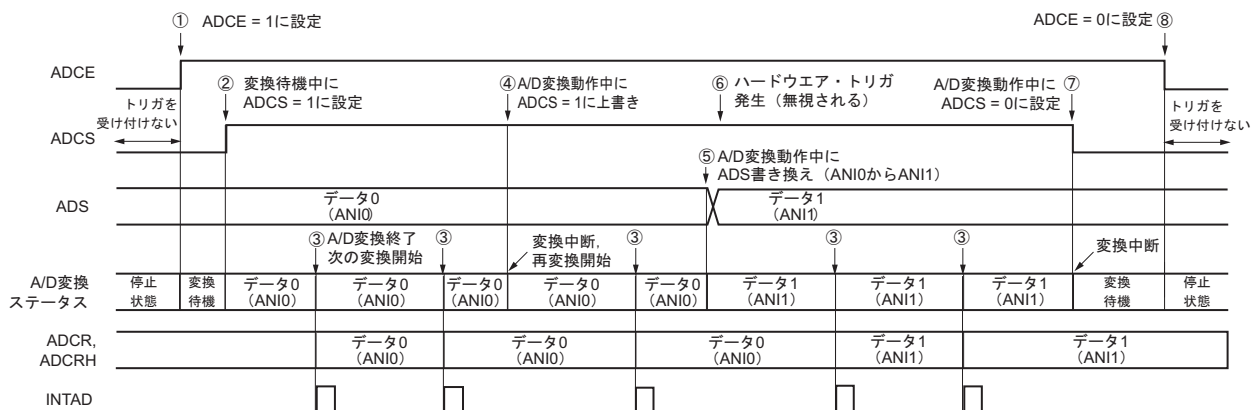 ① ADCE = 1に設定
ADCE = 0に設定 ⑧
ADCE
② 変換待機中に
ADCS = 1に設定
④ A/D変換動作中に
ADCS = 1に上書き
⑥ ハードウエア・トリガ
発生（無視される）
A/D変換動作中に ⑦
ADCS = 0に設定
トリガを
受け付けない
トリガを
受け付けない
ADCS
⑤ A/D変換動作中に
ADS書き換え（ANI0からANI1）
ADS
データ0
（ANI0）
データ1
（ANI1）
③ A/D変換終了
次の変換開始
③
変換中断，
再変換開始
③
③
③
変換中断
A/D変換
ステータス
停止
状態
変換
待機
データ0
（ANI0）
データ0
（ANI0）
データ0
（ANI0）
データ0
（ANI0）
データ0
（ANI0）
データ1
（ANI1）
データ1
（ANI1）
データ1
（ANI1）
変換
待機
停止
状態
ADCR,
ADCRH
データ0
（ANI0）
データ0
（ANI0）
データ0
（ANI0）
データ1
（ANI1）
データ1
（ANI1）
INTAD